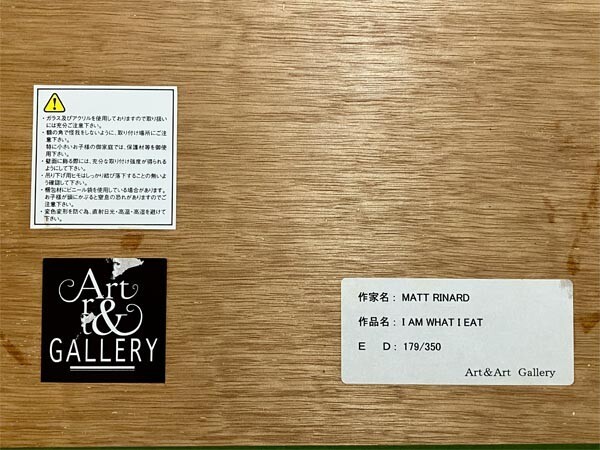 ・ガラス及びアクリルを使用しておりますので取り扱い
には充分ご注意下さい。
・額の角で怪我をしないように、取り付け場所にご注
意下さい。
特に小さいお子様の御家庭では、保護材等を御使
用下さい。
・壁面に飾る際には、充分な取り付け強度が得られる
ようにして下さい。
・吊り下げ用ヒモはしっかり結び落下することの無いよ
う確認して下さい。
・梱包材にビニール袋を使用している場合があります。
お子様が頭にかぶると窒息の恐れがありますのでご
注意下さい。
・変色変形を防ぐ為、直射日光・高温・高湿を避けて
下さい。
Art
&
Art
GALLERY
作家名： MATT RINARD
作品名： I AM WHAT I EAT
E D： 179/350
Art&Art Gallery